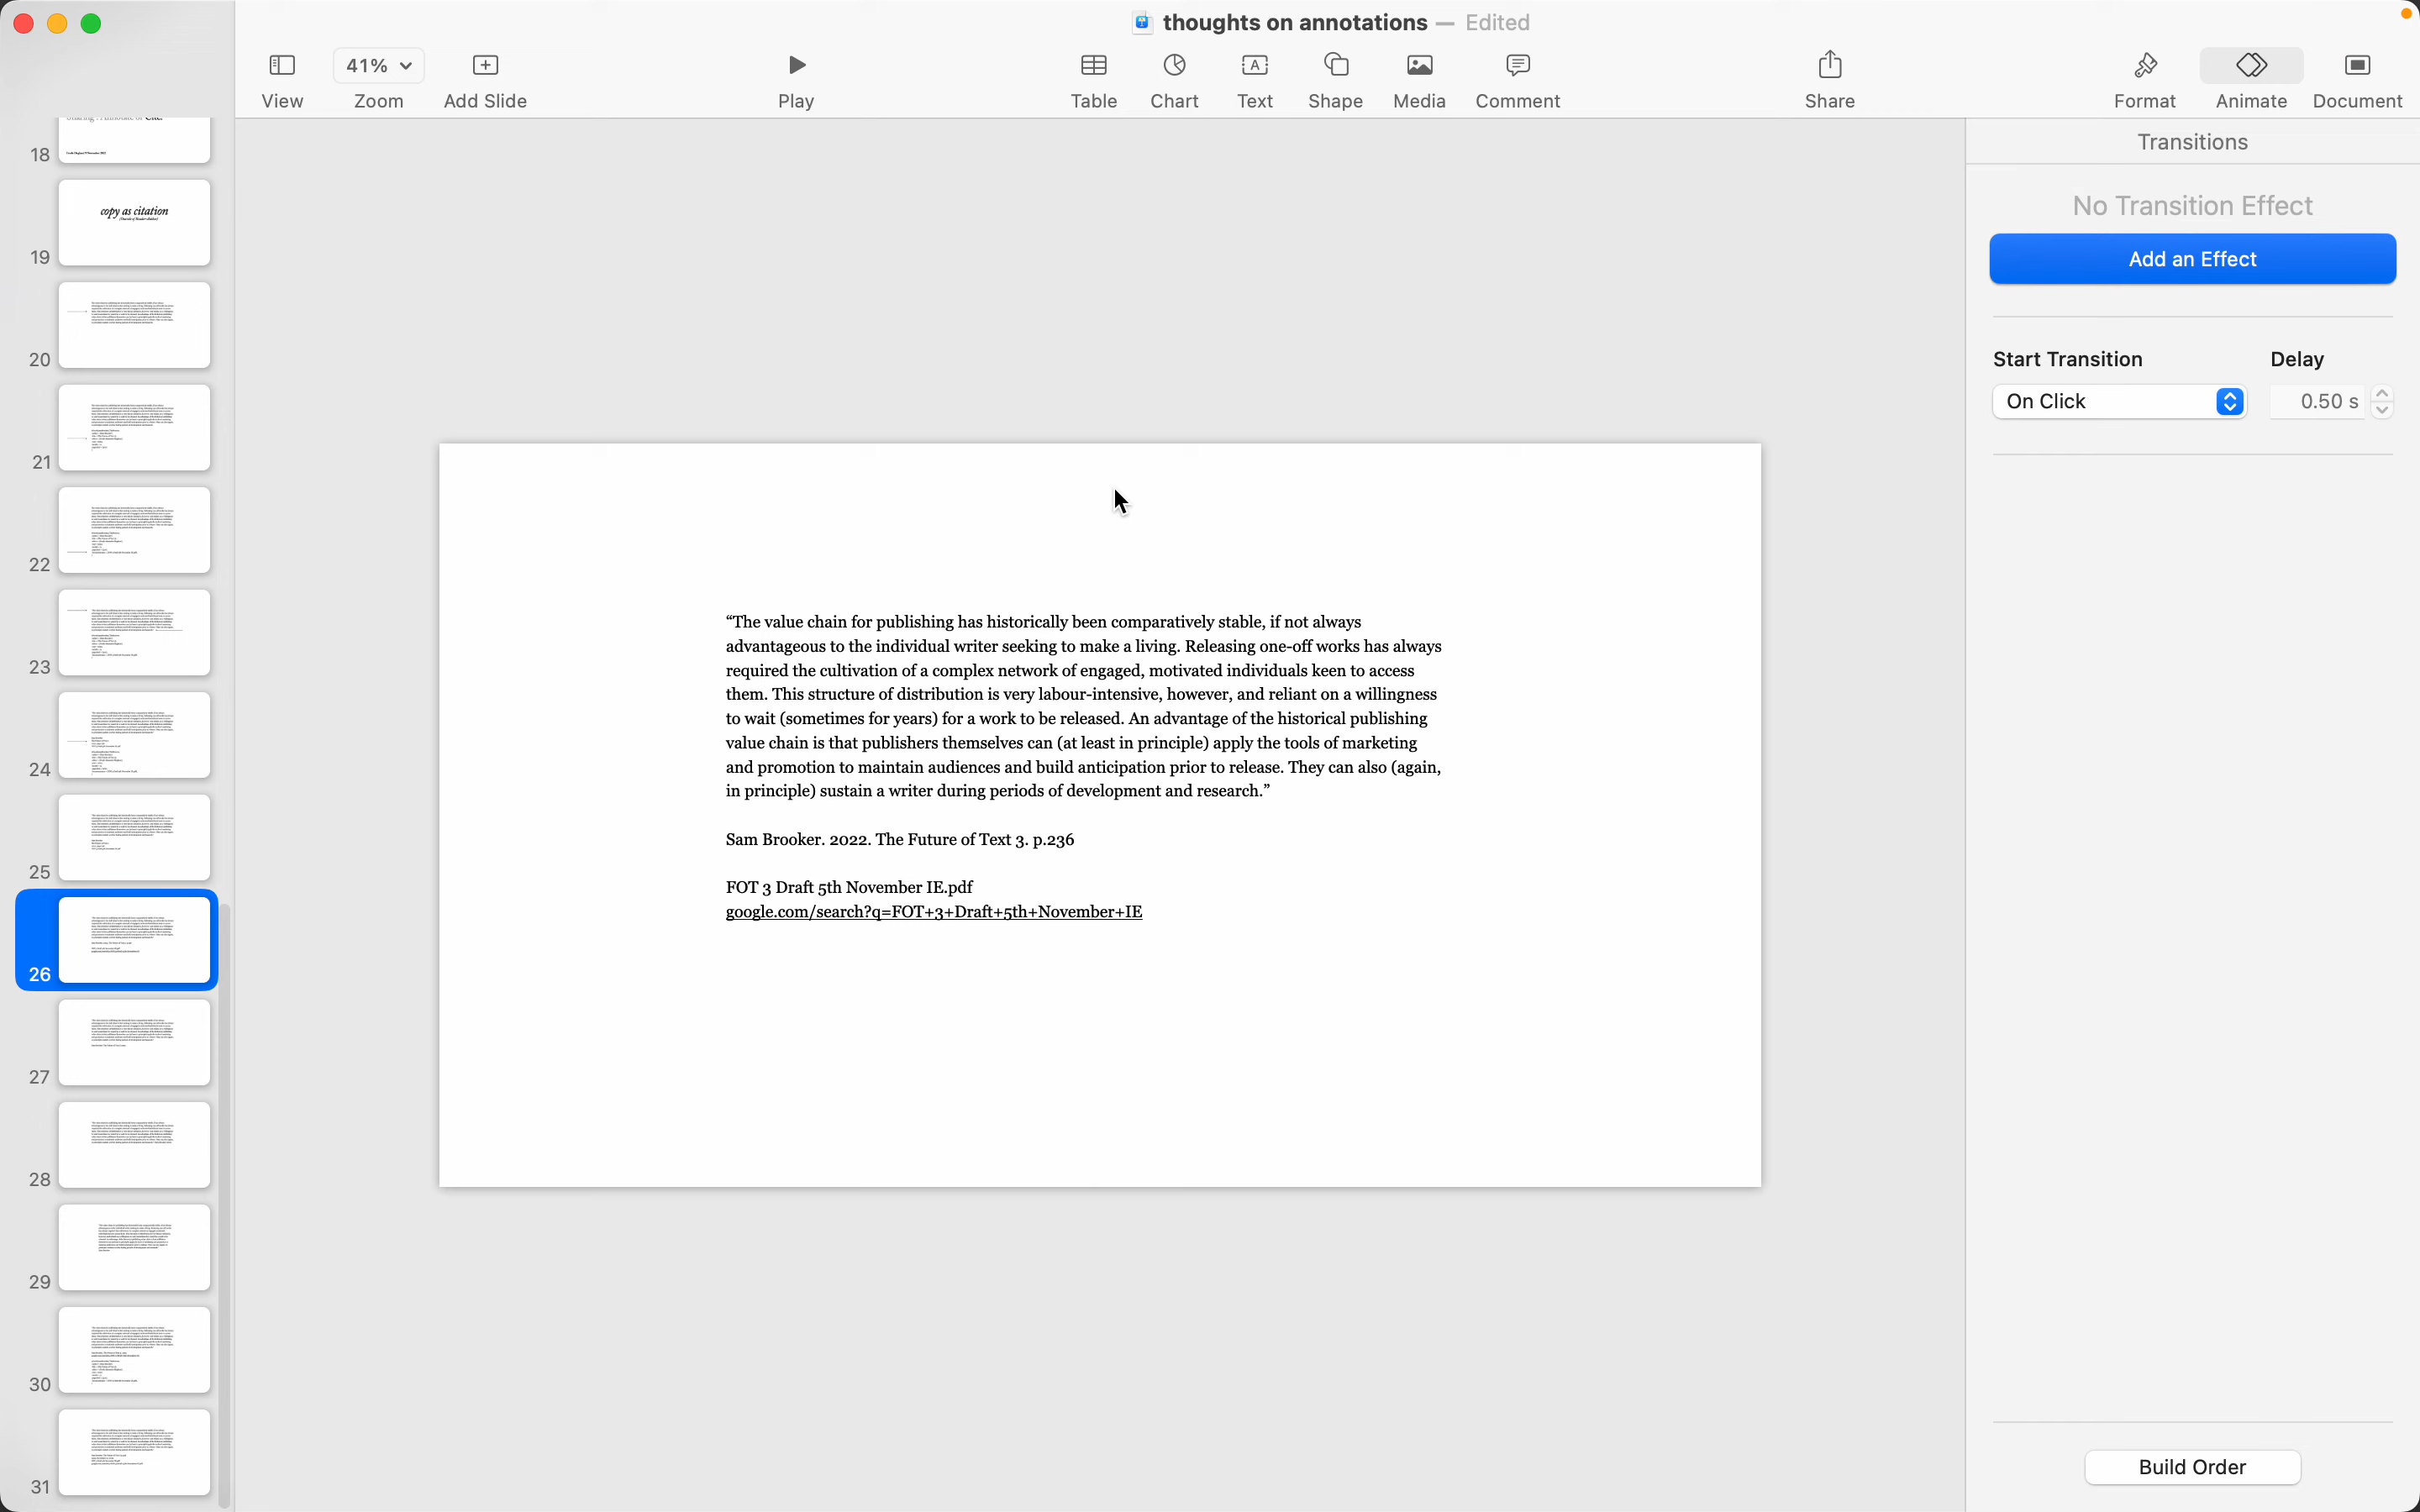 thoughts on annotations — Edited
41%
View
Zoom
Add Slide
Play
Table
Chart
Text
Shape
Media
Comment
Share
Format
Animate
Document
18
copy as citation
19
20
21
22
23
24
25
26
27
28
29
30
31
“The value chain for publishing has historically been comparatively stable, if not always
advantageous to the individual writer seeking to make a living. Releasing one-off works has always
required the cultivation of a complex network of engaged, motivated individuals keen to access
them. This structure of distribution is very labour-intensive, however, and reliant on a willingness
to wait (sometimes for years) for a work to be released. An advantage of the historical publishing
value chain is that publishers themselves can (at least in principle) apply the tools of marketing
and promotion to maintain audiences and build anticipation prior to release. They can also (again,
in principle) sustain a writer during periods of development and research.”
Sam Brooker. 2022. The Future of Text 3. p.236
FOT 3 Draft 5th November IE.pdf
google.com/search?q=FOT+3+Draft+5th+November+IE
Transitions
No Transition Effect
Add an Effect
Start Transition
Delay
On Click
0.50 s
Build Order